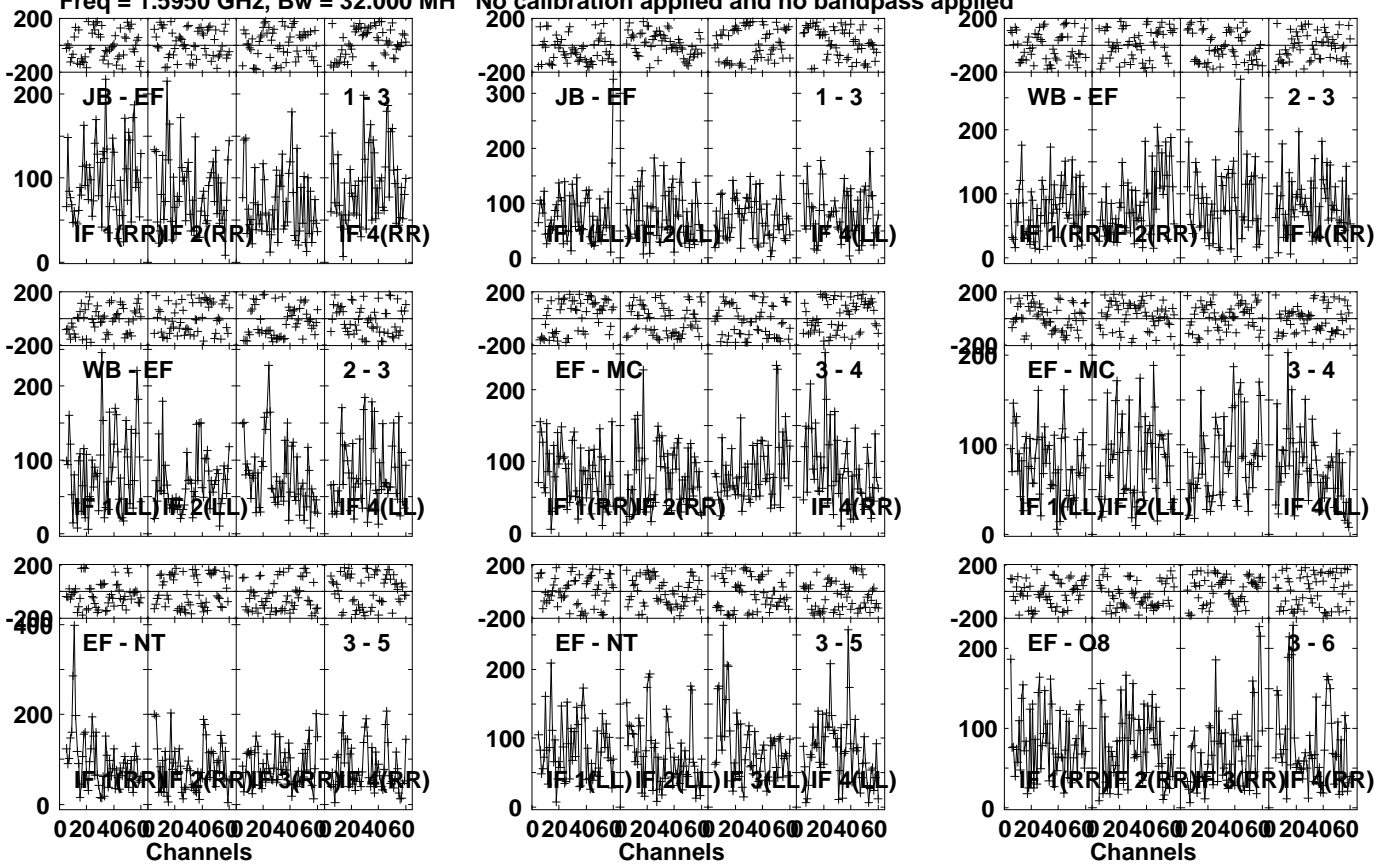 Freq = 1.5950 GHz, Bw = 32.000 MH No calibration applied and no bandpass applied
200
-200
JB - EF 1 - 3
200
100
0
IF 1(RR) IF 2(RR) IF 4(RR)
-200
JB - EF 1 - 3
300
200
100
0
IF 1(LL) IF 2(LL) IF 4(LL)
200
-200
WB - EF 2 - 3
200
100
0
IF 1(RR) IF 2(RR) IF 4(RR)
200
-200
WB - EF 2 - 3
200
100
0
IF 1(LL) IF 2(LL) IF 4(LL)
200
-200
EF - MC 3 - 4
200
100
0
IF 1(RR) IF 2(RR) IF 4(RR)
200
-200
EF - MC 3 - 4
200
100
0
IF 1(LL) IF 2(LL) IF 4(LL)
200
-200
EF - NT 3 - 5
400
200
0
IF 1(RR) IF 2(RR) IF 3(RR) IF 4(RR)
0 20 40 60 0 20 40 60 0 20 40 60 0 20 40 60
Channels
200
-200
EF - NT 3 - 5
200
100
0
IF 1(LL) IF 2(LL) IF 3(LL) IF 4(LL)
0 20 40 60 0 20 40 60 0 20 40 60 0 20 40 60
Channels
200
-200
EF - O8 3 - 6
200
100
0
IF 1(RR) IF 2(RR) IF 3(RR) IF 4(RR)
0 20 40 60 0 20 40 60 0 20 40 60 0 20 40 60
Channels